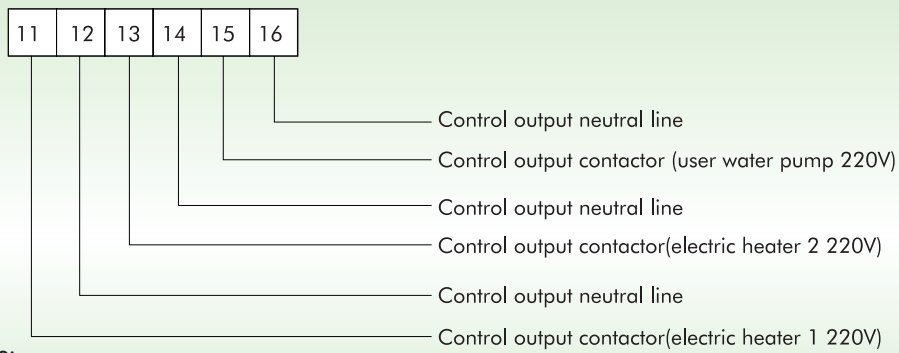 11 12 13 14 15 16
Control output neutral line
Control output contactor (user water pump 220V)
Control output neutral line
Control output contactor(electric heater 2 220V)
Control output neutral line
Control output contactor(electric heater 1 220V)